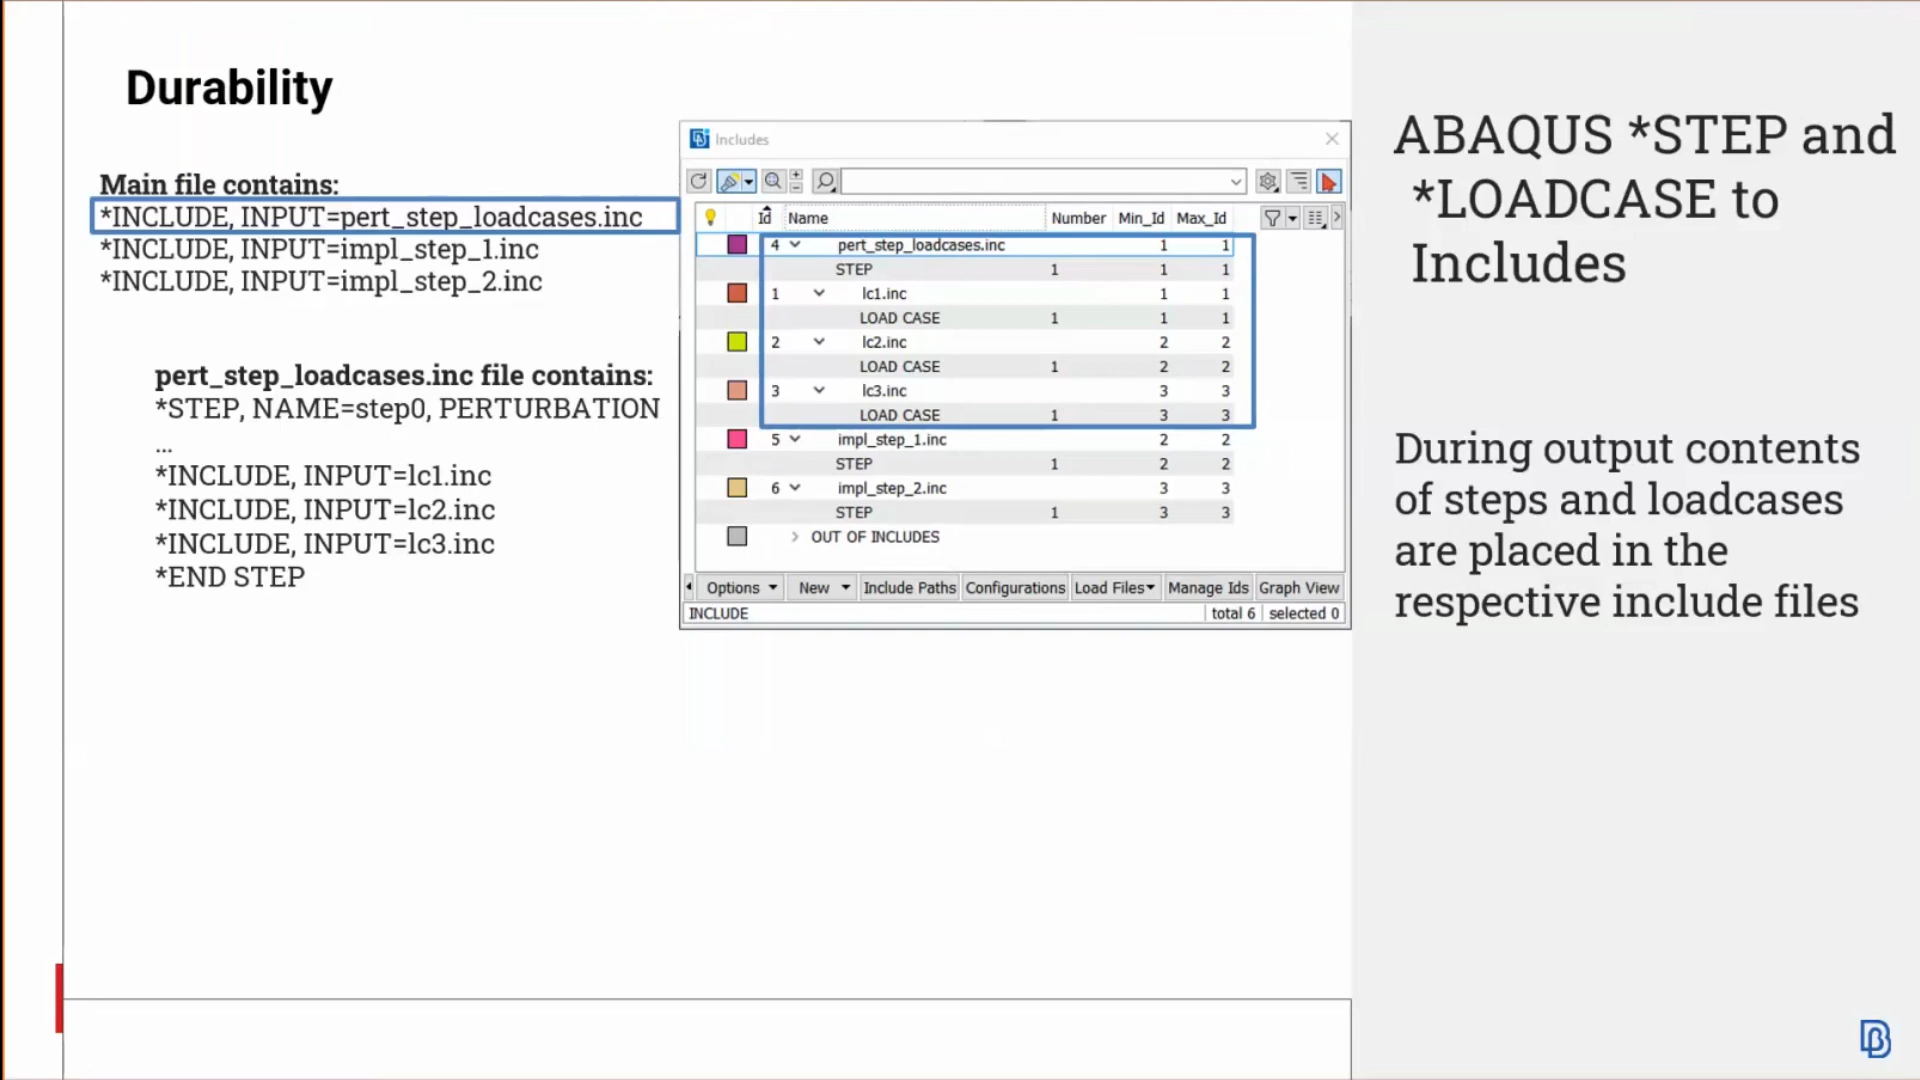 Durability
Main file contains:
*INCLUDE, INPUT=pert_step_loadcases.inc
*INCLUDE, INPUT=impl_step_1.inc
*INCLUDE, INPUT=impl_step_2.inc
pert_step_loadcases.inc file contains:
*STEP, NAME=step0, PERTURBATION
...
*INCLUDE, INPUT=lc1.inc
*INCLUDE, INPUT=lc2.inc
*INCLUDE, INPUT=lc3.inc
*END STEP
Includes
Id Name Number Min_Id Max_Id
4 pert_step_loadcases.inc 1 1
STEP 1 1 1
1 lc1.inc 1 1
LOAD CASE 1 1 1
2 lc2.inc 2 2
LOAD CASE 1 2 2
3 lc3.inc 3 3
LOAD CASE 1 3 3
5 impl_step_1.inc 2 2
STEP 1 2 2
6 impl_step_2.inc 3 3
STEP 1 3 3
OUT OF INCLUDES
Options New Include Paths Configurations Load Files Manage Ids Graph View
INCLUDE total 6 selected 0
ABAQUS *STEP and
*LOADCASE to
Includes
During output contents
of steps and loadcases
are placed in the
respective include files